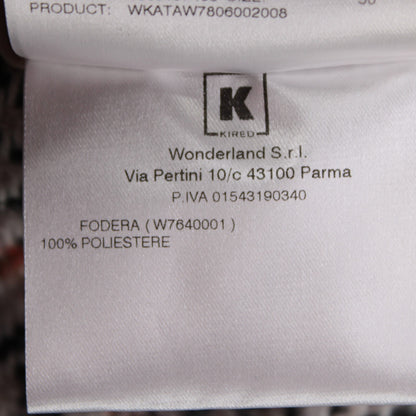 PRODUCT: WKATAW7806002008
K
KIRED
Wonderland S.r.l.
Via Pertini 10/c 43100 Parma
P.IVA 01543190340
FODERA ( W7640001 )
100% POLIESTERE